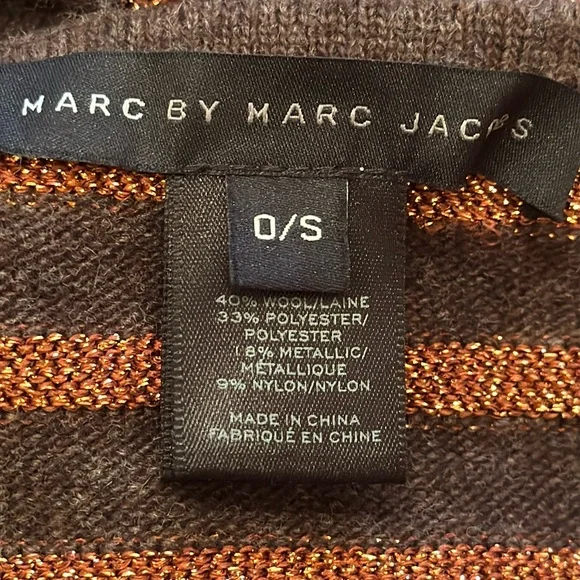 MARC BY MARC JACOBS
O/S
40% WOOL/LAINE
33% POLYESTER/
POLYESTER
18% METALLIC/
MÉTALLIQUE
9% NYLON/NYLON
MADE IN CHINA
FABRIQUÉ EN CHINE